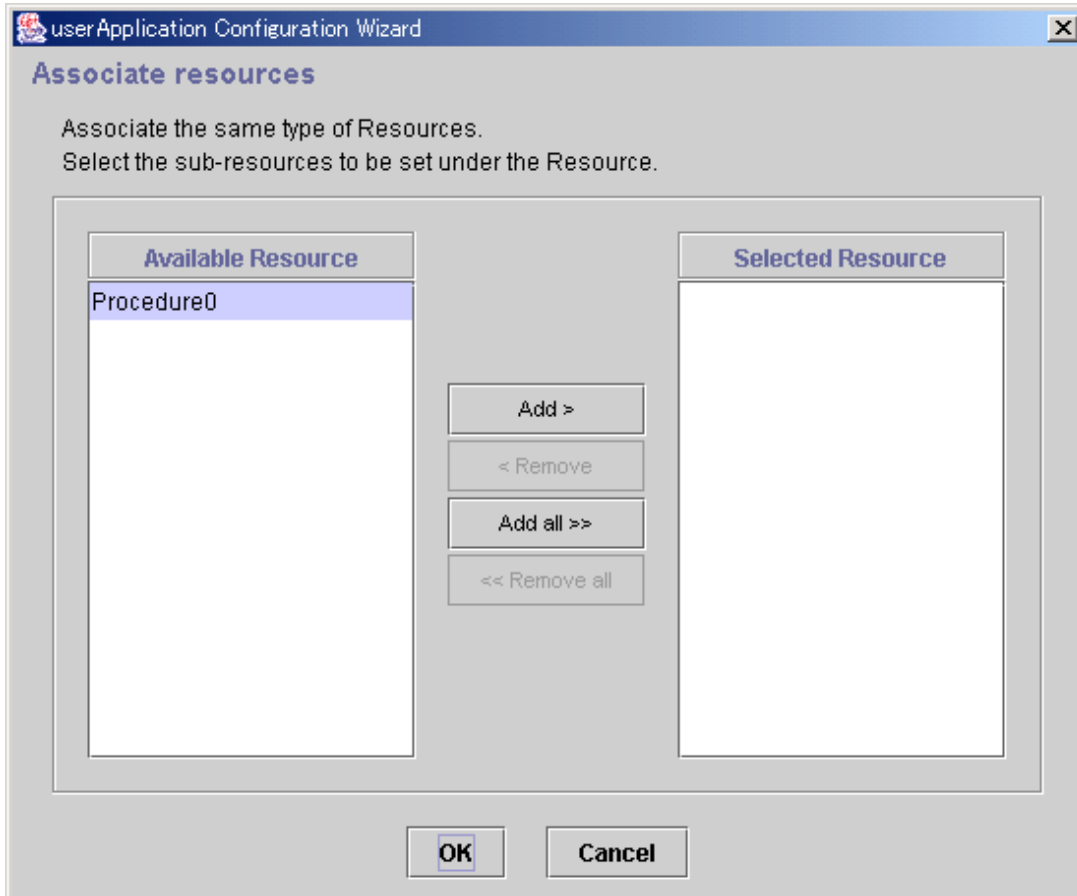 userApplication Configuration Wizard
Associate resources
Associate the same type of Resources.
Select the sub-resources to be set under the Resource.
Available Resource
Selected Resource
Procedure0
Add >
< Remove
Add all >>
<< Remove all
OK
Cancel